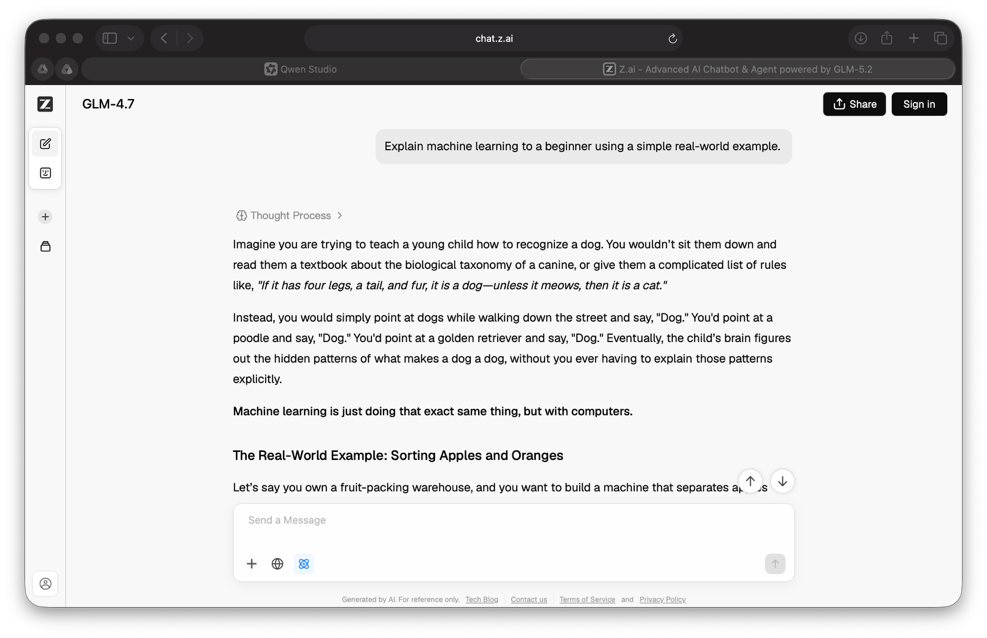 chat.z.ai
Qwen Studio
Z.ai - Advanced AI Chatbot & Agent powered by GLM-5.2
GLM-4.7
Share
Sign in
Explain machine learning to a beginner using a simple real-world example.
Thought Process
Imagine you are trying to teach a young child how to recognize a dog. You wouldn't sit them down and
read them a textbook about the biological taxonomy of a canine, or give them a complicated list of rules
like, "If it has four legs, a tail, and fur, it is a dog—unless it meows, then it is a cat."
Instead, you would simply point at dogs while walking down the street and say, "Dog." You'd point at a
poodle and say, "Dog." You'd point at a golden retriever and say, "Dog." Eventually, the child's brain figures
out the hidden patterns of what makes a dog a dog, without you ever having to explain those patterns
explicitly.
Machine learning is just doing that exact same thing, but with computers.
The Real-World Example: Sorting Apples and Oranges
Let's say you own a fruit-packing warehouse, and you want to build a machine that separates
Send a Message
Generated by AI. For reference only. Tech Blog Contact us Terms of Service and Privacy Policy